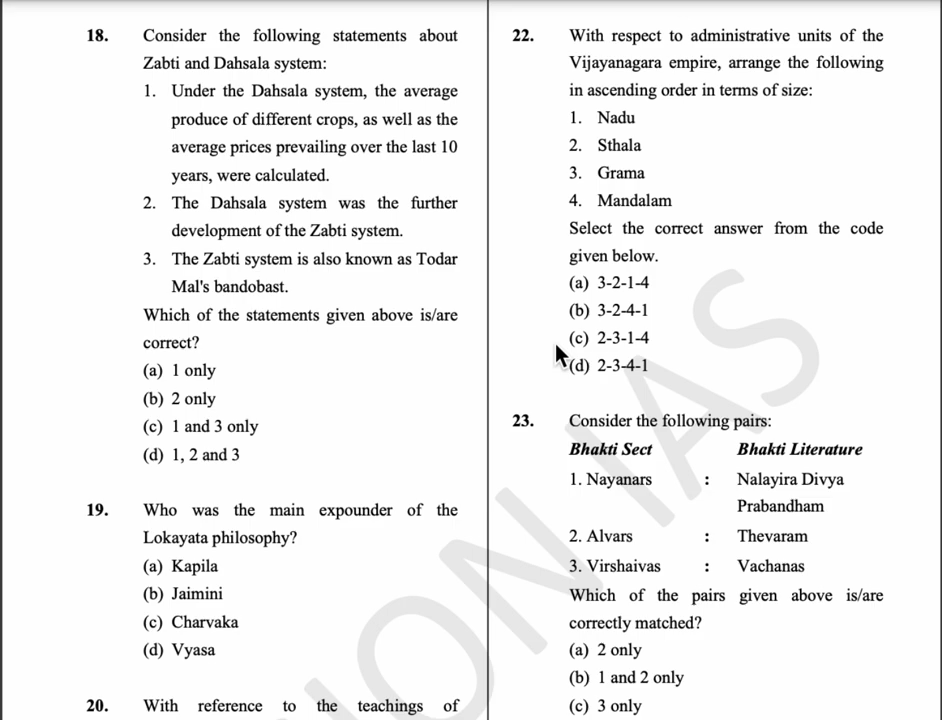 18. Consider the following statements about
Zabti and Dahsala system:
1. Under the Dahsala system, the average
produce of different crops, as well as the
average prices prevailing over the last 10
years, were calculated.
2. The Dahsala system was the further
development of the Zabti system.
3. The Zabti system is also known as Todar
Mal's bandobast.
Which of the statements given above is/are
correct?
(a) 1 only
(b) 2 only
(c) 1 and 3 only
(d) 1, 2 and 3
19. Who was the main expounder of the
Lokayata philosophy?
(a) Kapila
(b) Jaimini
(c) Charvaka
(d) Vyasa
20. With reference to the teachings of
22. With respect to administrative units of the
Vijayanagara empire, arrange the following
in ascending order in terms of size:
1. Nadu
2. Sthala
3. Grama
4. Mandalam
Select the correct answer from the code
given below.
(a) 3-2-1-4
(b) 3-2-4-1
(c) 2-3-1-4
(d) 2-3-4-1
23. Consider the following pairs:
Bhakti Sect Bhakti Literature
1. Nayanars : Nalayira Divya
Prabandham
2. Alvars : Thevaram
3. Virshaivas : Vachanas
Which of the pairs given above is/are
correctly matched?
(a) 2 only
(b) 1 and 2 only
(c) 3 only
ION IAS